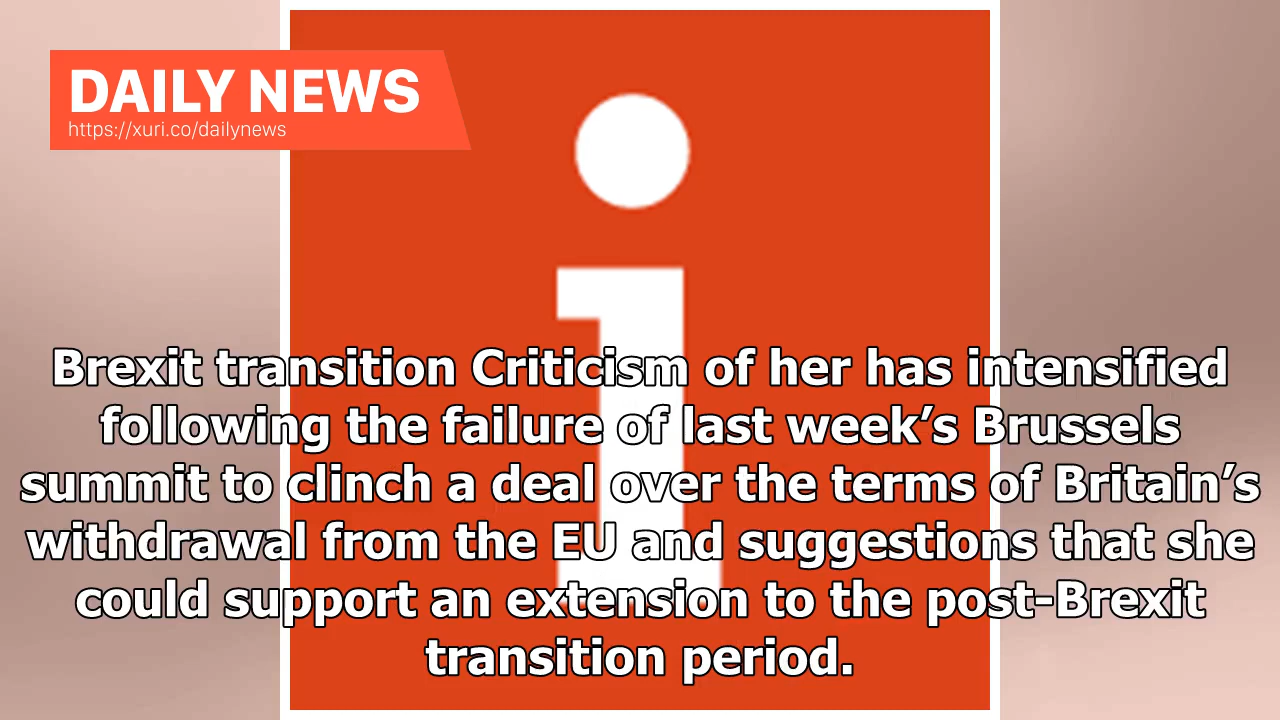 DAILY NEWS
https://xuri.co/dailynews
i
Brexit transition Criticism of her has intensified
following the failure of last week’s Brussels
summit to clinch a deal over the terms of Britain’s
withdrawal from the EU and suggestions that she
could support an extension to the post-Brexit
transition period.